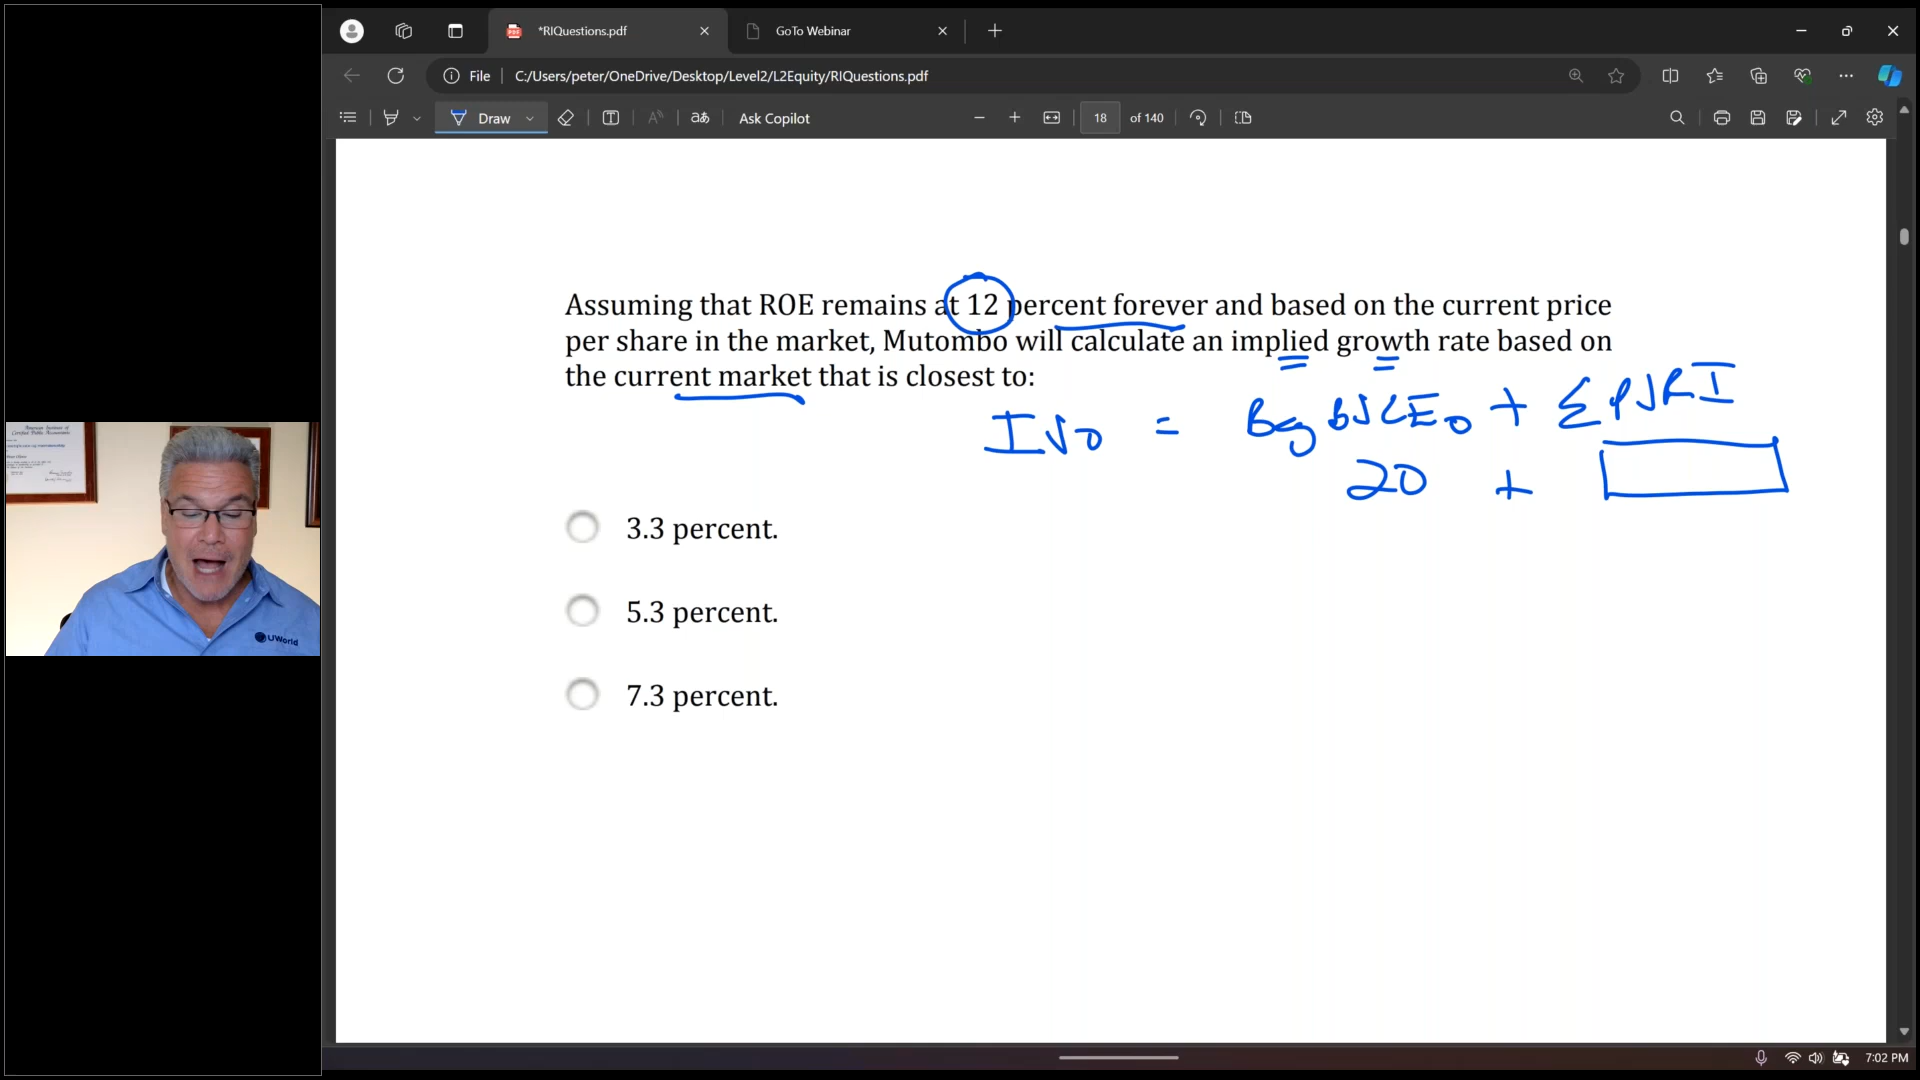 *RIQuestions.pdf
GoTo Webinar
File
C:/Users/peter/OneDrive/Desktop/Level2/L2Equity/RIQuestions.pdf
Draw
aあ
Ask Copilot
18 of 140
Assuming that ROE remains at 12 percent forever and based on the current price
per share in the market, Mutombo will calculate an implied growth rate based on
the current market that is closest to:
IV0 = Beg BVCE0 + Σ PVRI
20 +
3.3 percent.
5.3 percent.
7.3 percent.
UWorld
7:02 PM